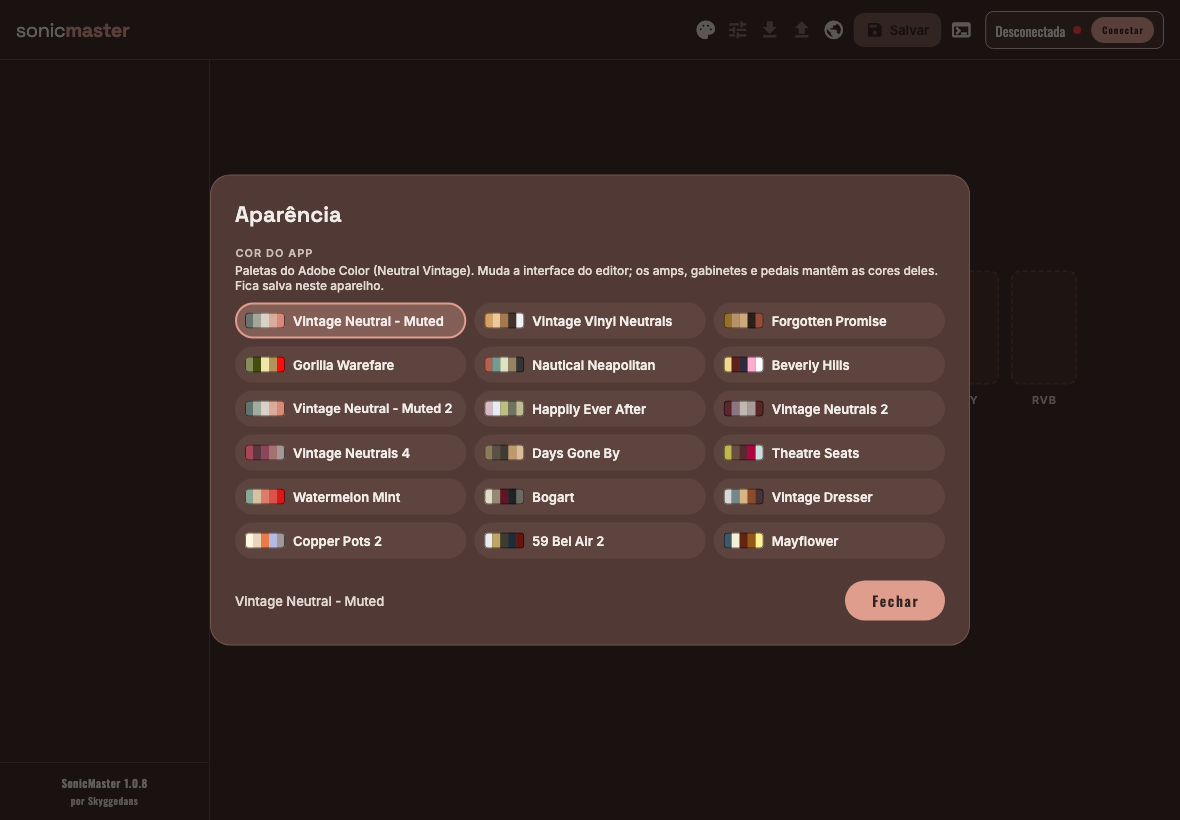 sonicmaster
Salvar
Desconectada
Conectar
Aparência
COR DO APP
Paletas do Adobe Color (Neutral Vintage). Muda a interface do editor; os amps, gabinetes e pedais mantêm as cores deles.
Fica salva neste aparelho.
Vintage Neutral - Muted
Vintage Vinyl Neutrals
Forgotten Promise
Gorilla Warefare
Nautical Neapolitan
Beverly Hills
Vintage Neutral - Muted 2
Happily Ever After
Vintage Neutrals 2
Y
RVB
Vintage Neutrals 4
Days Gone By
Theatre Seats
Watermelon Mint
Bogart
Vintage Dresser
Copper Pots 2
59 Bel Air 2
Mayflower
Vintage Neutral - Muted
Fechar
SonicMaster 1.0.8
por Skyggedans